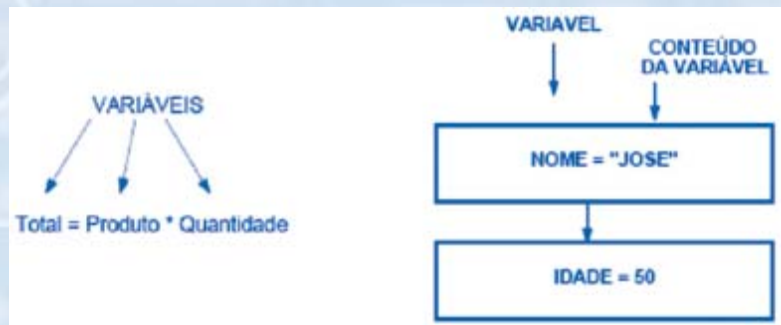 VARIÁVEIS
Total = Produto * Quantidade
VARIAVEL
CONTEÚDO
DA VARIÁVEL
NOME = "JOSE"
IDADE = 50